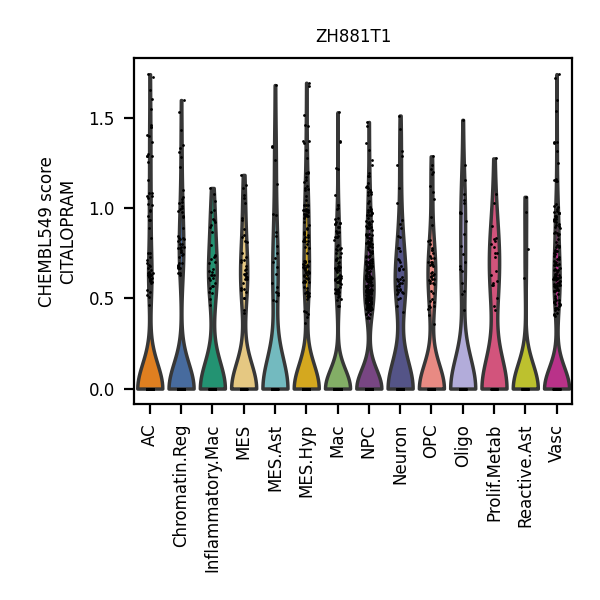 ZH881T1
CHEMBL549 score
CITALOPRAM
1.5
1.0
0.5
0.0
AC
Chromatin.Reg
Inflammatory.Mac
MES
MES.Ast
MES.Hyp
Mac
NPC
Neuron
OPC
Oligo
Prolif.Metab
Reactive.Ast
Vasc